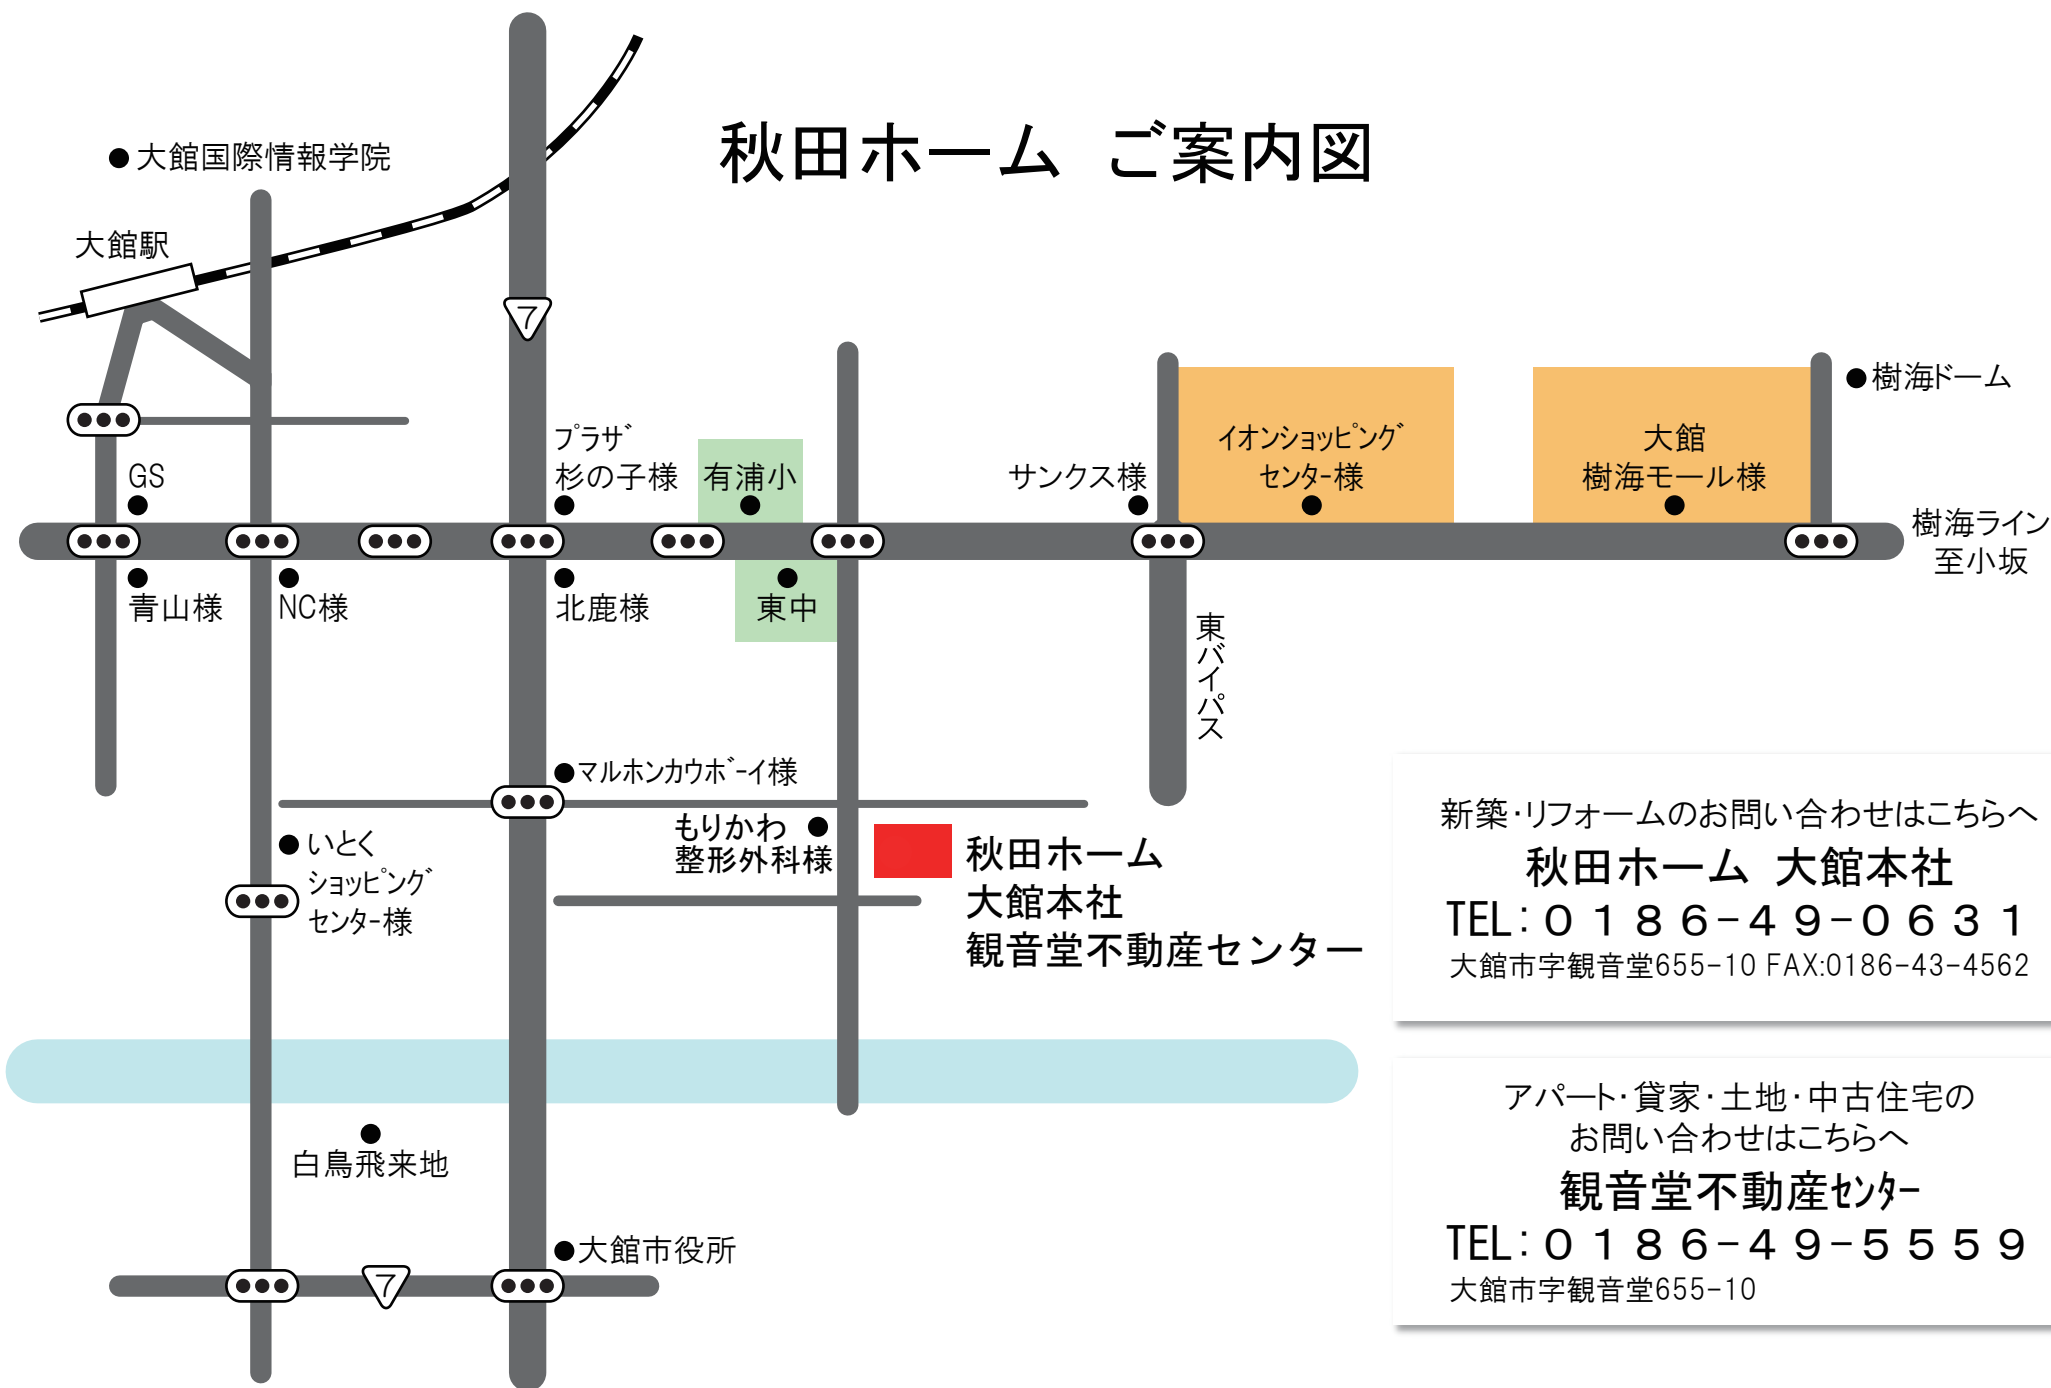 秋田ホーム ご案内図
大館国際情報学院
大館駅
7
樹海ドーム
プラザ
杉の子様
有浦小
サンクス様
イオンショッピング
センター様
大館
樹海モール様
GS
樹海ライン
至小坂
青山様
NC様
北鹿様
東中
東バイパス
マルホンカウボーイ様
もりかわ
整形外科様
いとく
ショッピング
センター様
秋田ホーム
大館本社
観音堂不動産センター
白鳥飛来地
大館市役所
7
新築・リフォームのお問い合わせはこちらへ
秋田ホーム 大館本社
TEL:０１８６-４９-０６３１
大館市字観音堂655-10 FAX:0186-43-4562
アパート・貸家・土地・中古住宅の
お問い合わせはこちらへ
観音堂不動産センター
TEL:０１８６-４９-５５５９
大館市字観音堂655-10